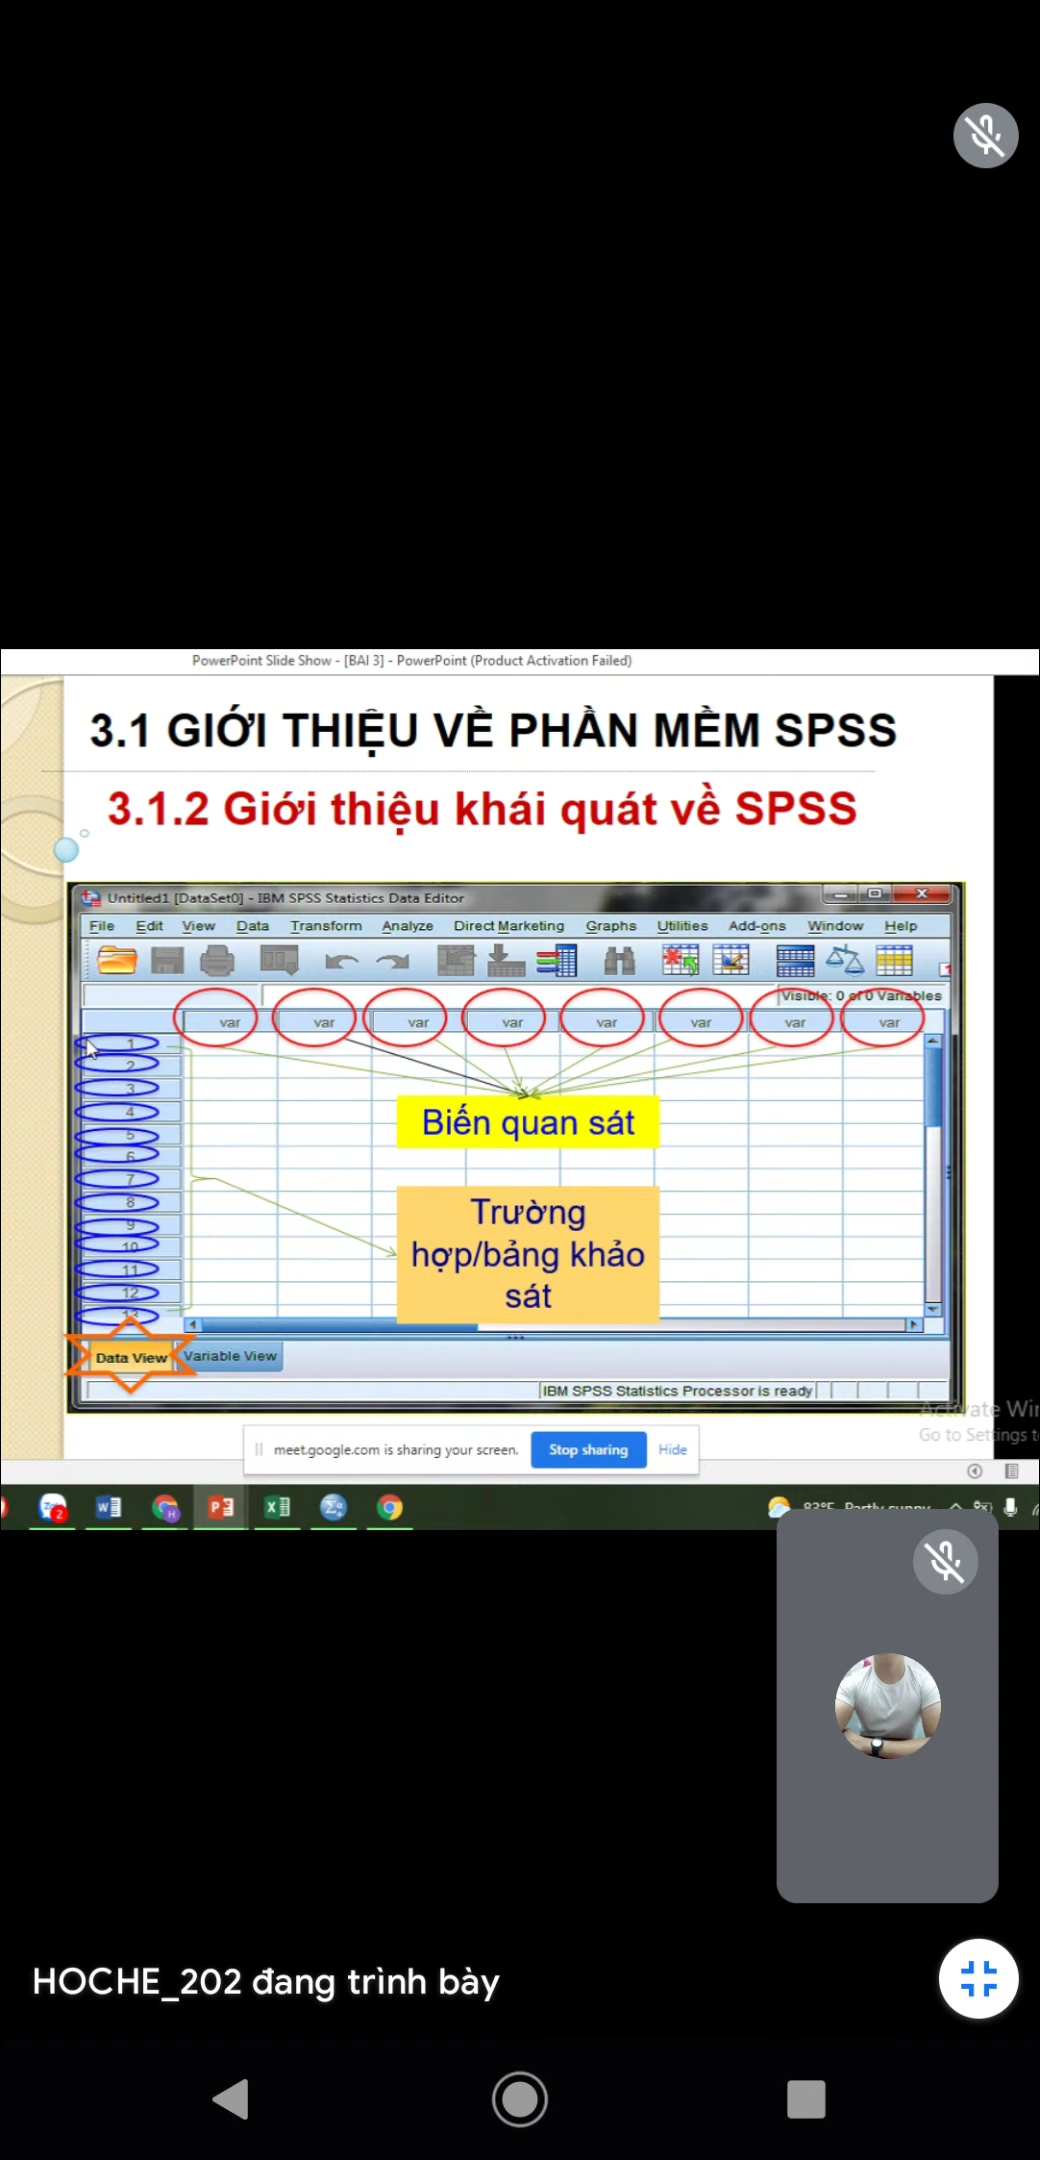 PowerPoint Slide Show - [BAI 3] - PowerPoint (Product Activation Failed)
3.1 GIỚI THIỆU VỀ PHẦN MỀM SPSS
3.1.2 Giới thiệu khái quát về SPSS
Untitled1 [DataSet0] - IBM SPSS Statistics Data Editor
File Edit View Data Transform Analyze Direct Marketing Graphs Utilities Add-ons Window Help
Visible: 0 of 0 Variables
var var var var var var var var
1
2
3
4
5
6
7
8
9
10
11
12
13
Biến quan sát
Trường
hợp/bảng khảo
sát
Data View Variable View
IBM SPSS Statistics Processor is ready
Activate Wi
Go to Settings t
meet.google.com is sharing your screen. Stop sharing Hide
83°F Partly sunny
HOCHE_202 đang trình bày